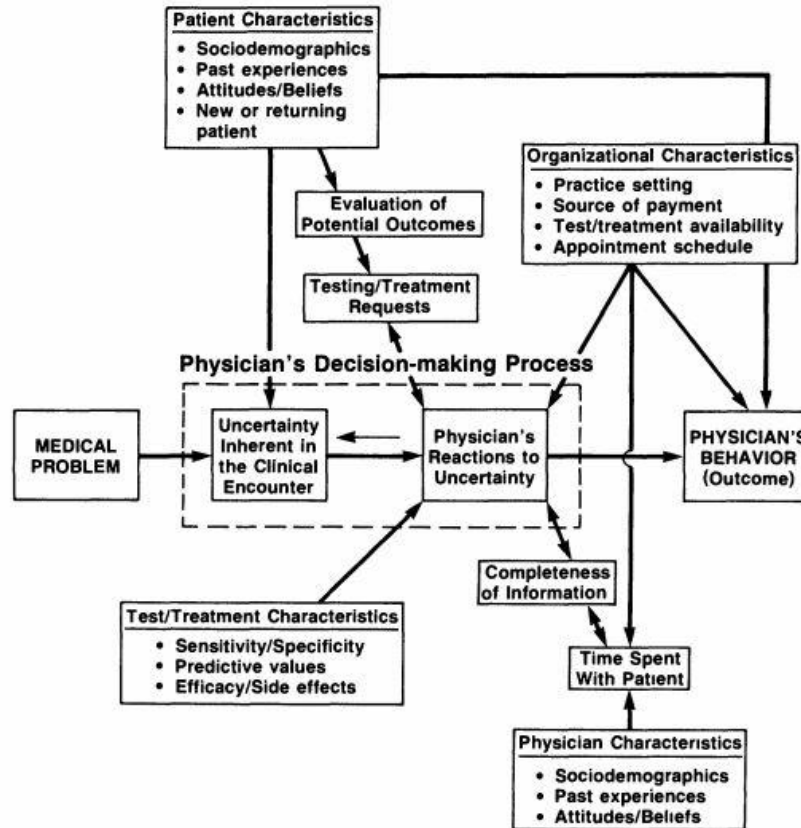 Patient Characteristics
• Sociodemographics
• Past experiences
• Attitudes/Beliefs
• New or returning
patient
Organizational Characteristics
• Practice setting
• Source of payment
• Test/treatment availability
• Appointment schedule
Evaluation of
Potential Outcomes
Testing/Treatment
Requests
Physician's Decision-making Process
MEDICAL
PROBLEM
Uncertainty
Inherent in
the Clinical
Encounter
Physician's
Reactions to
Uncertainty
PHYSICIAN'S
BEHAVIOR
(Outcome)
Completeness
of Information
Test/Treatment Characteristics
• Sensitivity/Specificity
• Predictive values
• Efficacy/Side effects
Time Spent
With Patient
Physician Characteristics
• Sociodemographics
• Past experiences
• Attitudes/Beliefs